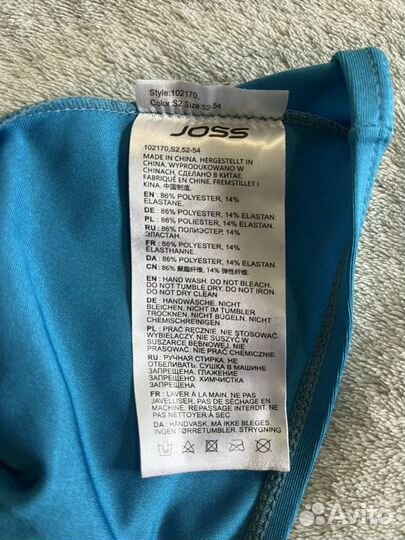 Style:102170,
Color:S2 Size:52-54
JOSS
102170,S2,52-54
MADE IN CHINA, HERGESTELLT IN
CHINA, WYPRODUKOWANO W
CHINACH, СДЕЛАНО В КИТАЕ
FABRIQUÉ EN CHINE, FREMSTILLET I
KINA, 中国制造.
EN : 86% POLYESTER, 14%
ELASTANE.
DE : 86% POLYESTER, 14% ELASTAN.
PL : 86% POLIESTER, 14% ELASTAN.
RU : 86% ПОЛИЭСТЕР, 14%
ЭЛАСТАН.
FR : 86% POLYESTER, 14%
ELASTHANNE.
DA : 86% POLYESTER, 14% ELASTAN.
CN : 86% 聚酯纤维, 14% 弹性纤维.
EN : HAND WASH. DO NOT BLEACH.
DO NOT TUMBLE DRY. DO NOT IRON.
DO NOT DRY CLEAN
DE : HANDWÄSCHE. NICHT
BLEICHEN. NICHT IM TUMBLER
TROCKNEN. NICHT BÜGELN. NICHT
CHEMISCHREINIGEN
PL : PRAĆ RĘCZNIE. NIE
WYBIELACZY. NIE SUSZYĆ W
SUSZARCE BĘBNOWEJ. NIE
PRASOWAĆ. NIE PRAĆ CHEMICZNIE
RU : РУЧНАЯ СТИРКА. НЕ
ОТБЕЛИВАТЬ. СУШКА В МАШИНЕ
ЗАПРЕЩЕНА. ГЛАЖЕНИЕ
ЗАПРЕЩЕНО. ХИМЧИСТКА
ЗАПРЕЩЕНА
FR : LAVER À LA MAIN. NE PAS
JAVELLISER. PAS DE SÉCHAGE EN
MACHINE. REPASSAGE INTERDIT. NE
PAS NETTOYER À SEC
DA : HÅNDVASK. MÅ IKKE BLEGES.
INGEN TØRRETUMBLER. STRYGNING
Avito